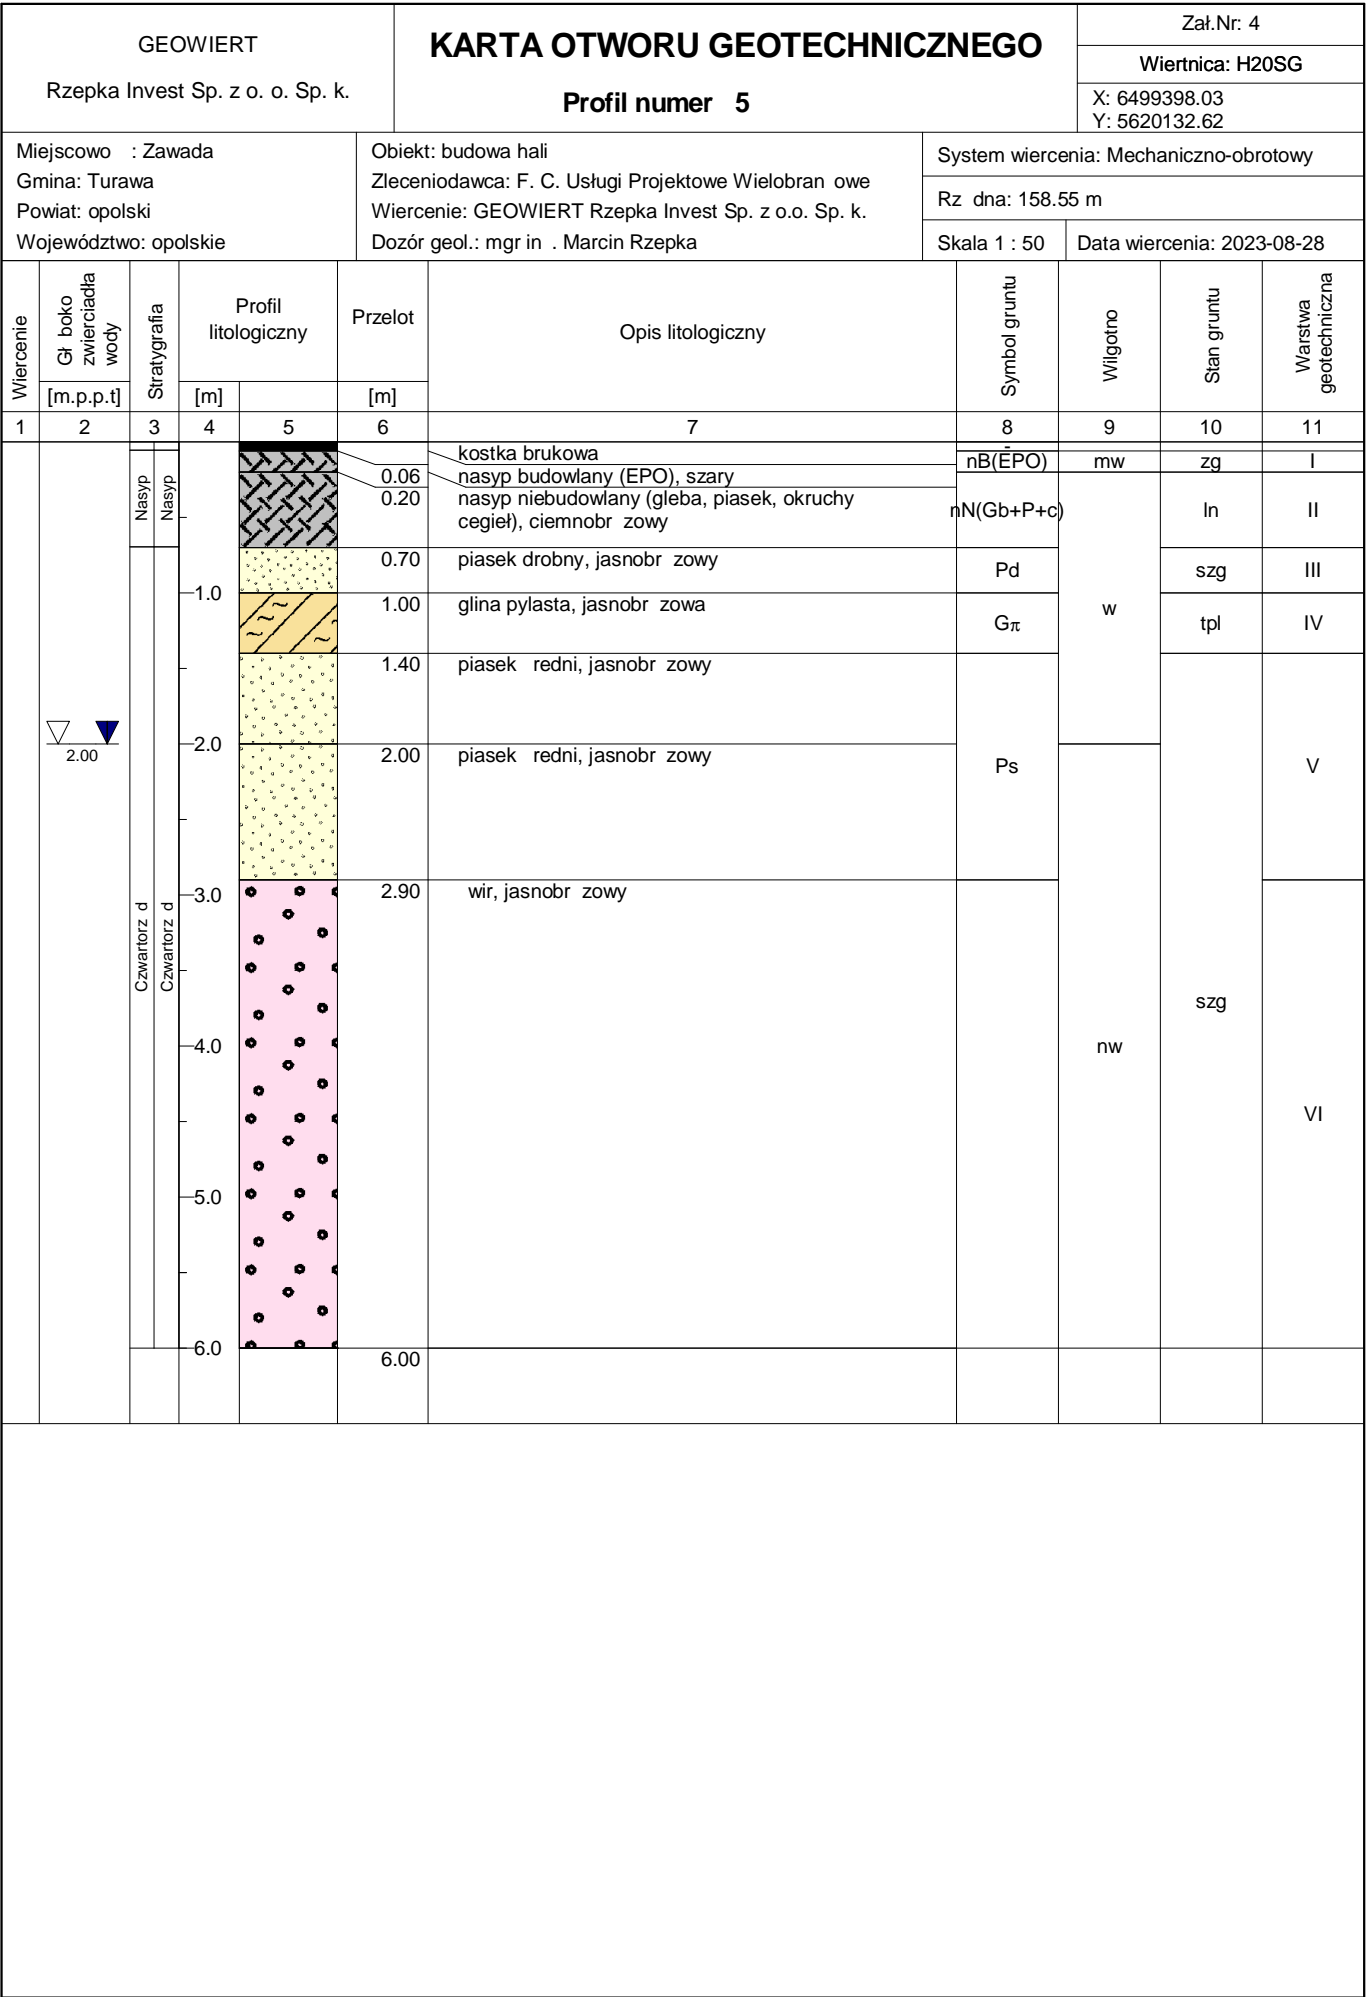 GEOWIERT
Rzepka Invest Sp. z o. o. Sp. k.
KARTA OTWORU GEOTECHNICZNEGO
Profil numer 5
Zał.Nr: 4
Wiertnica: H20SG
X: 6499398.03
Y: 5620132.62
Miejscowo : Zawada
Gmina: Turawa
Powiat: opolski
Województwo: opolskie
Obiekt: budowa hali
Zleceniodawca: F. C. Usługi Projektowe Wielobran owe
Wiercenie: GEOWIERT Rzepka Invest Sp. z o.o. Sp. k.
Dozór geol.: mgr in . Marcin Rzepka
System wiercenia: Mechaniczno-obrotowy
Rz dna: 158.55 m
Skala 1 : 50
Data wiercenia: 2023-08-28
Wiercenie
Gł boko
zwierciadła
wody
[m.p.p.t]
Stratygrafia
Profil
litologiczny
[m]
Przelot
[m]
Opis litologiczny
Symbol gruntu
Wilgotno
Stan gruntu
Warstwa
geotechniczna
1 2 3 4 5 6 7 8 9 10 11
kostka brukowa -
0.06 nasyp budowlany (EPO), szary nB(EPO) mw zg I
0.20 nasyp niebudowlany (gleba, piasek, okruchy
cegieł), ciemnobr zowy nN(Gb+P+c) ln II
Nasyp Nasyp
0.70 piasek drobny, jasnobr zowy Pd szg III
1.0 1.00 glina pylasta, jasnobr zowa Gπ w tpl IV
1.40 piasek redni, jasnobr zowy
2.00 2.0 2.00 piasek redni, jasnobr zowy Ps V
3.0 2.90 wir, jasnobr zowy
Czwartorz d Czwartorz d
szg
4.0 nw
VI
5.0
6.0 6.00